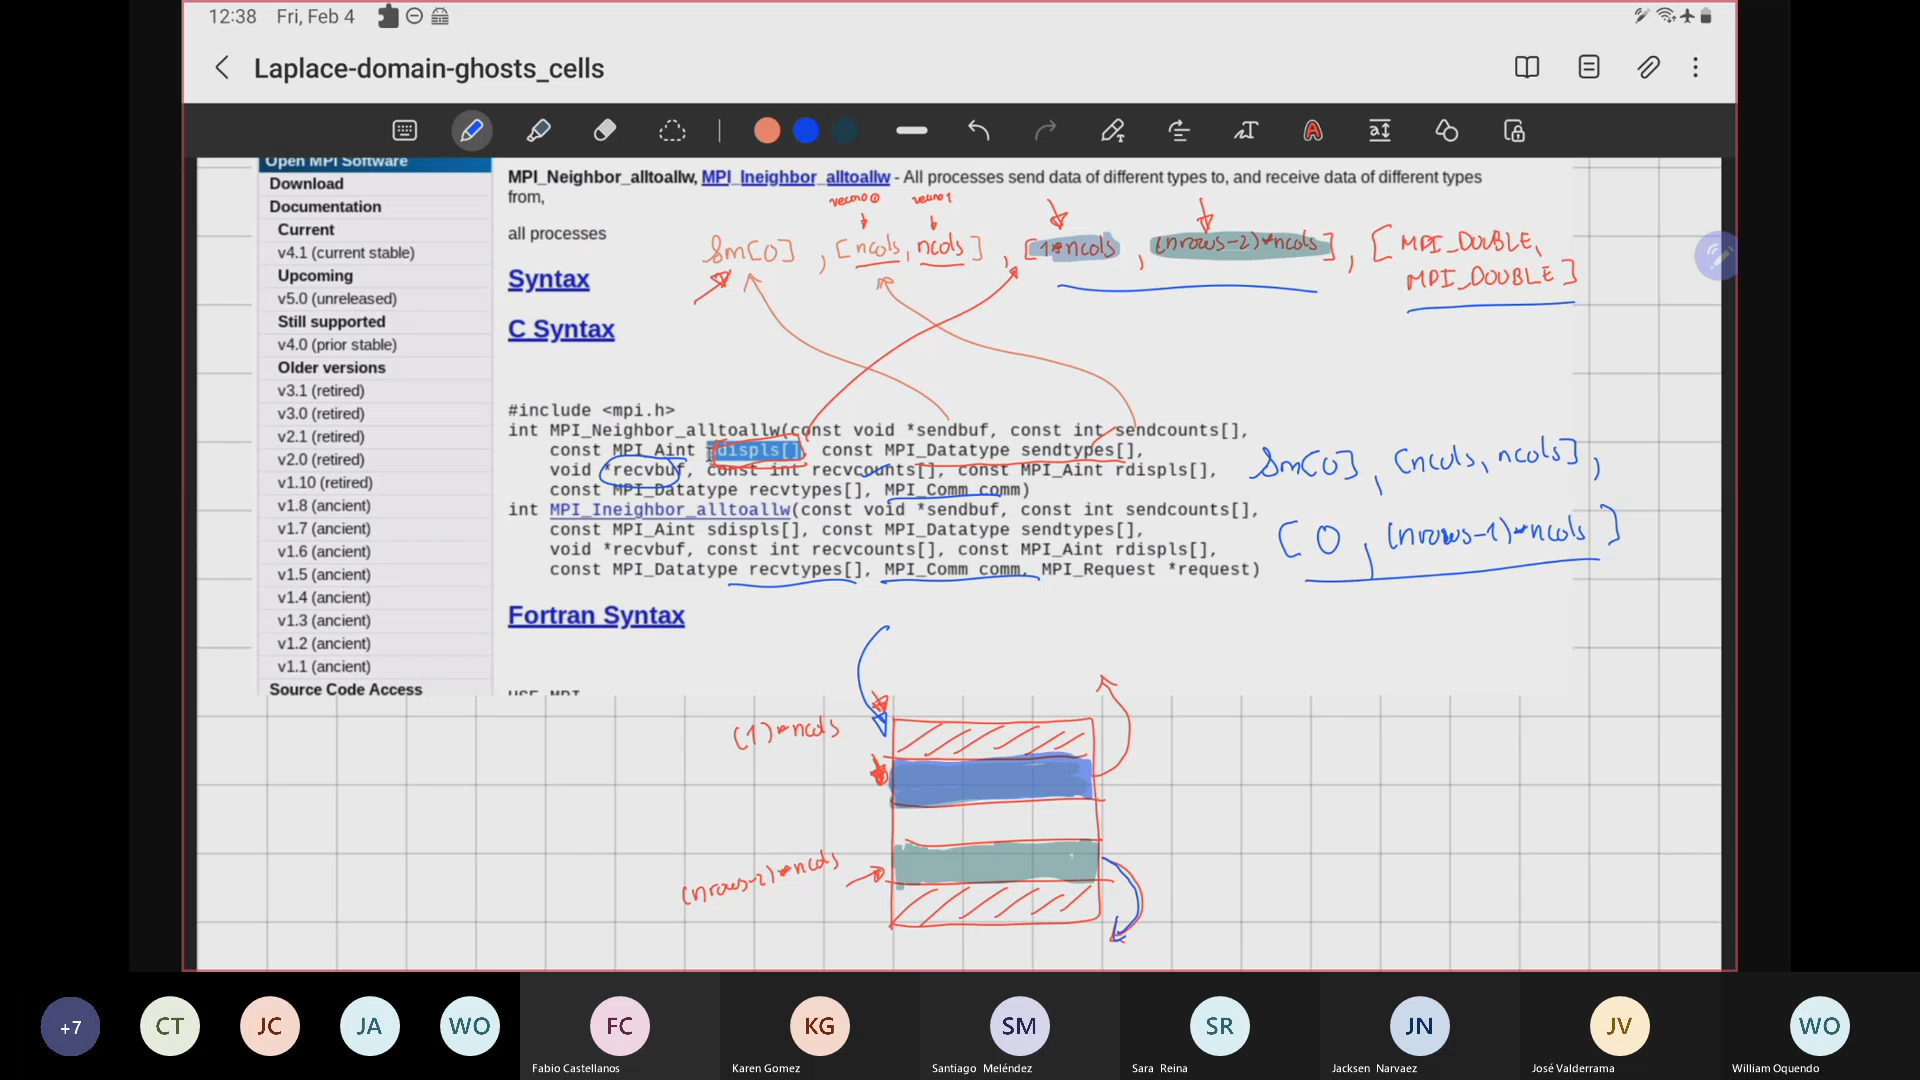 12:38 Fri, Feb 4
Laplace-domain-ghosts_cells
Open MPI Software
Download
Documentation
Current
v4.1 (current stable)
Upcoming
v5.0 (unreleased)
Still supported
v4.0 (prior stable)
Older versions
v3.1 (retired)
v3.0 (retired)
v2.1 (retired)
v2.0 (retired)
v1.10 (retired)
v1.8 (ancient)
v1.7 (ancient)
v1.6 (ancient)
v1.5 (ancient)
v1.4 (ancient)
v1.3 (ancient)
v1.2 (ancient)
v1.1 (ancient)
Source Code Access
MPI_Neighbor_alltoallw, MPI_Ineighbor_alltoallw - All processes send data of different types to, and receive data of different types
from,
vecino 0 vecino 1
all processes
&m[0], [ncols, ncols], [1*ncols, (nrows-2)*ncols], [MPI_DOUBLE,
MPI_DOUBLE]
Syntax
C Syntax
#include <mpi.h>
int MPI_Neighbor_alltoallw(const void *sendbuf, const int sendcounts[],
const MPI_Aint sdispls[], const MPI_Datatype sendtypes[],
void *recvbuf, const int recvcounts[], const MPI_Aint rdispls[],
const MPI_Datatype recvtypes[], MPI_Comm comm)
int MPI_Ineighbor_alltoallw(const void *sendbuf, const int sendcounts[],
const MPI_Aint sdispls[], const MPI_Datatype sendtypes[],
void *recvbuf, const int recvcounts[], const MPI_Aint rdispls[],
const MPI_Datatype recvtypes[], MPI_Comm comm, MPI_Request *request)
&m[0], [ncols, ncols],
[0, (nrows-1)*ncols]
Fortran Syntax
USE MPI
(1)*ncols
(nrows-2)*ncols
+7
CT
JC
JA
WO
FC
KG
SM
SR
JN
JV
WO
Fabio Castellanos
Karen Gomez
Santiago Meléndez
Sara Reina
Jacksen Narvaez
José Valderrama
William Oquendo